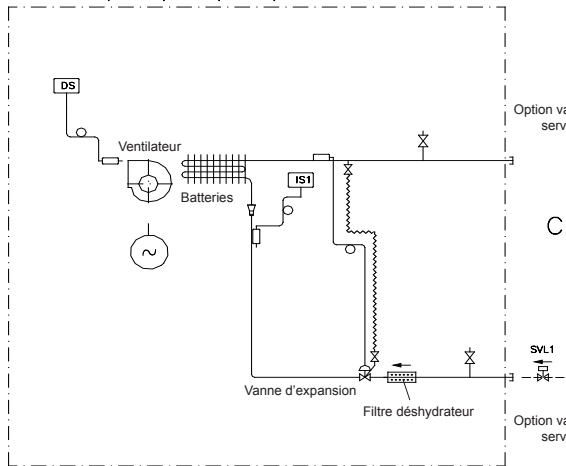 DS
Option va
serv
Ventilateur
IS1
Batteries
C
SVL1
Vanne d'expansion
Filtre déshydrateur
Option va
serv